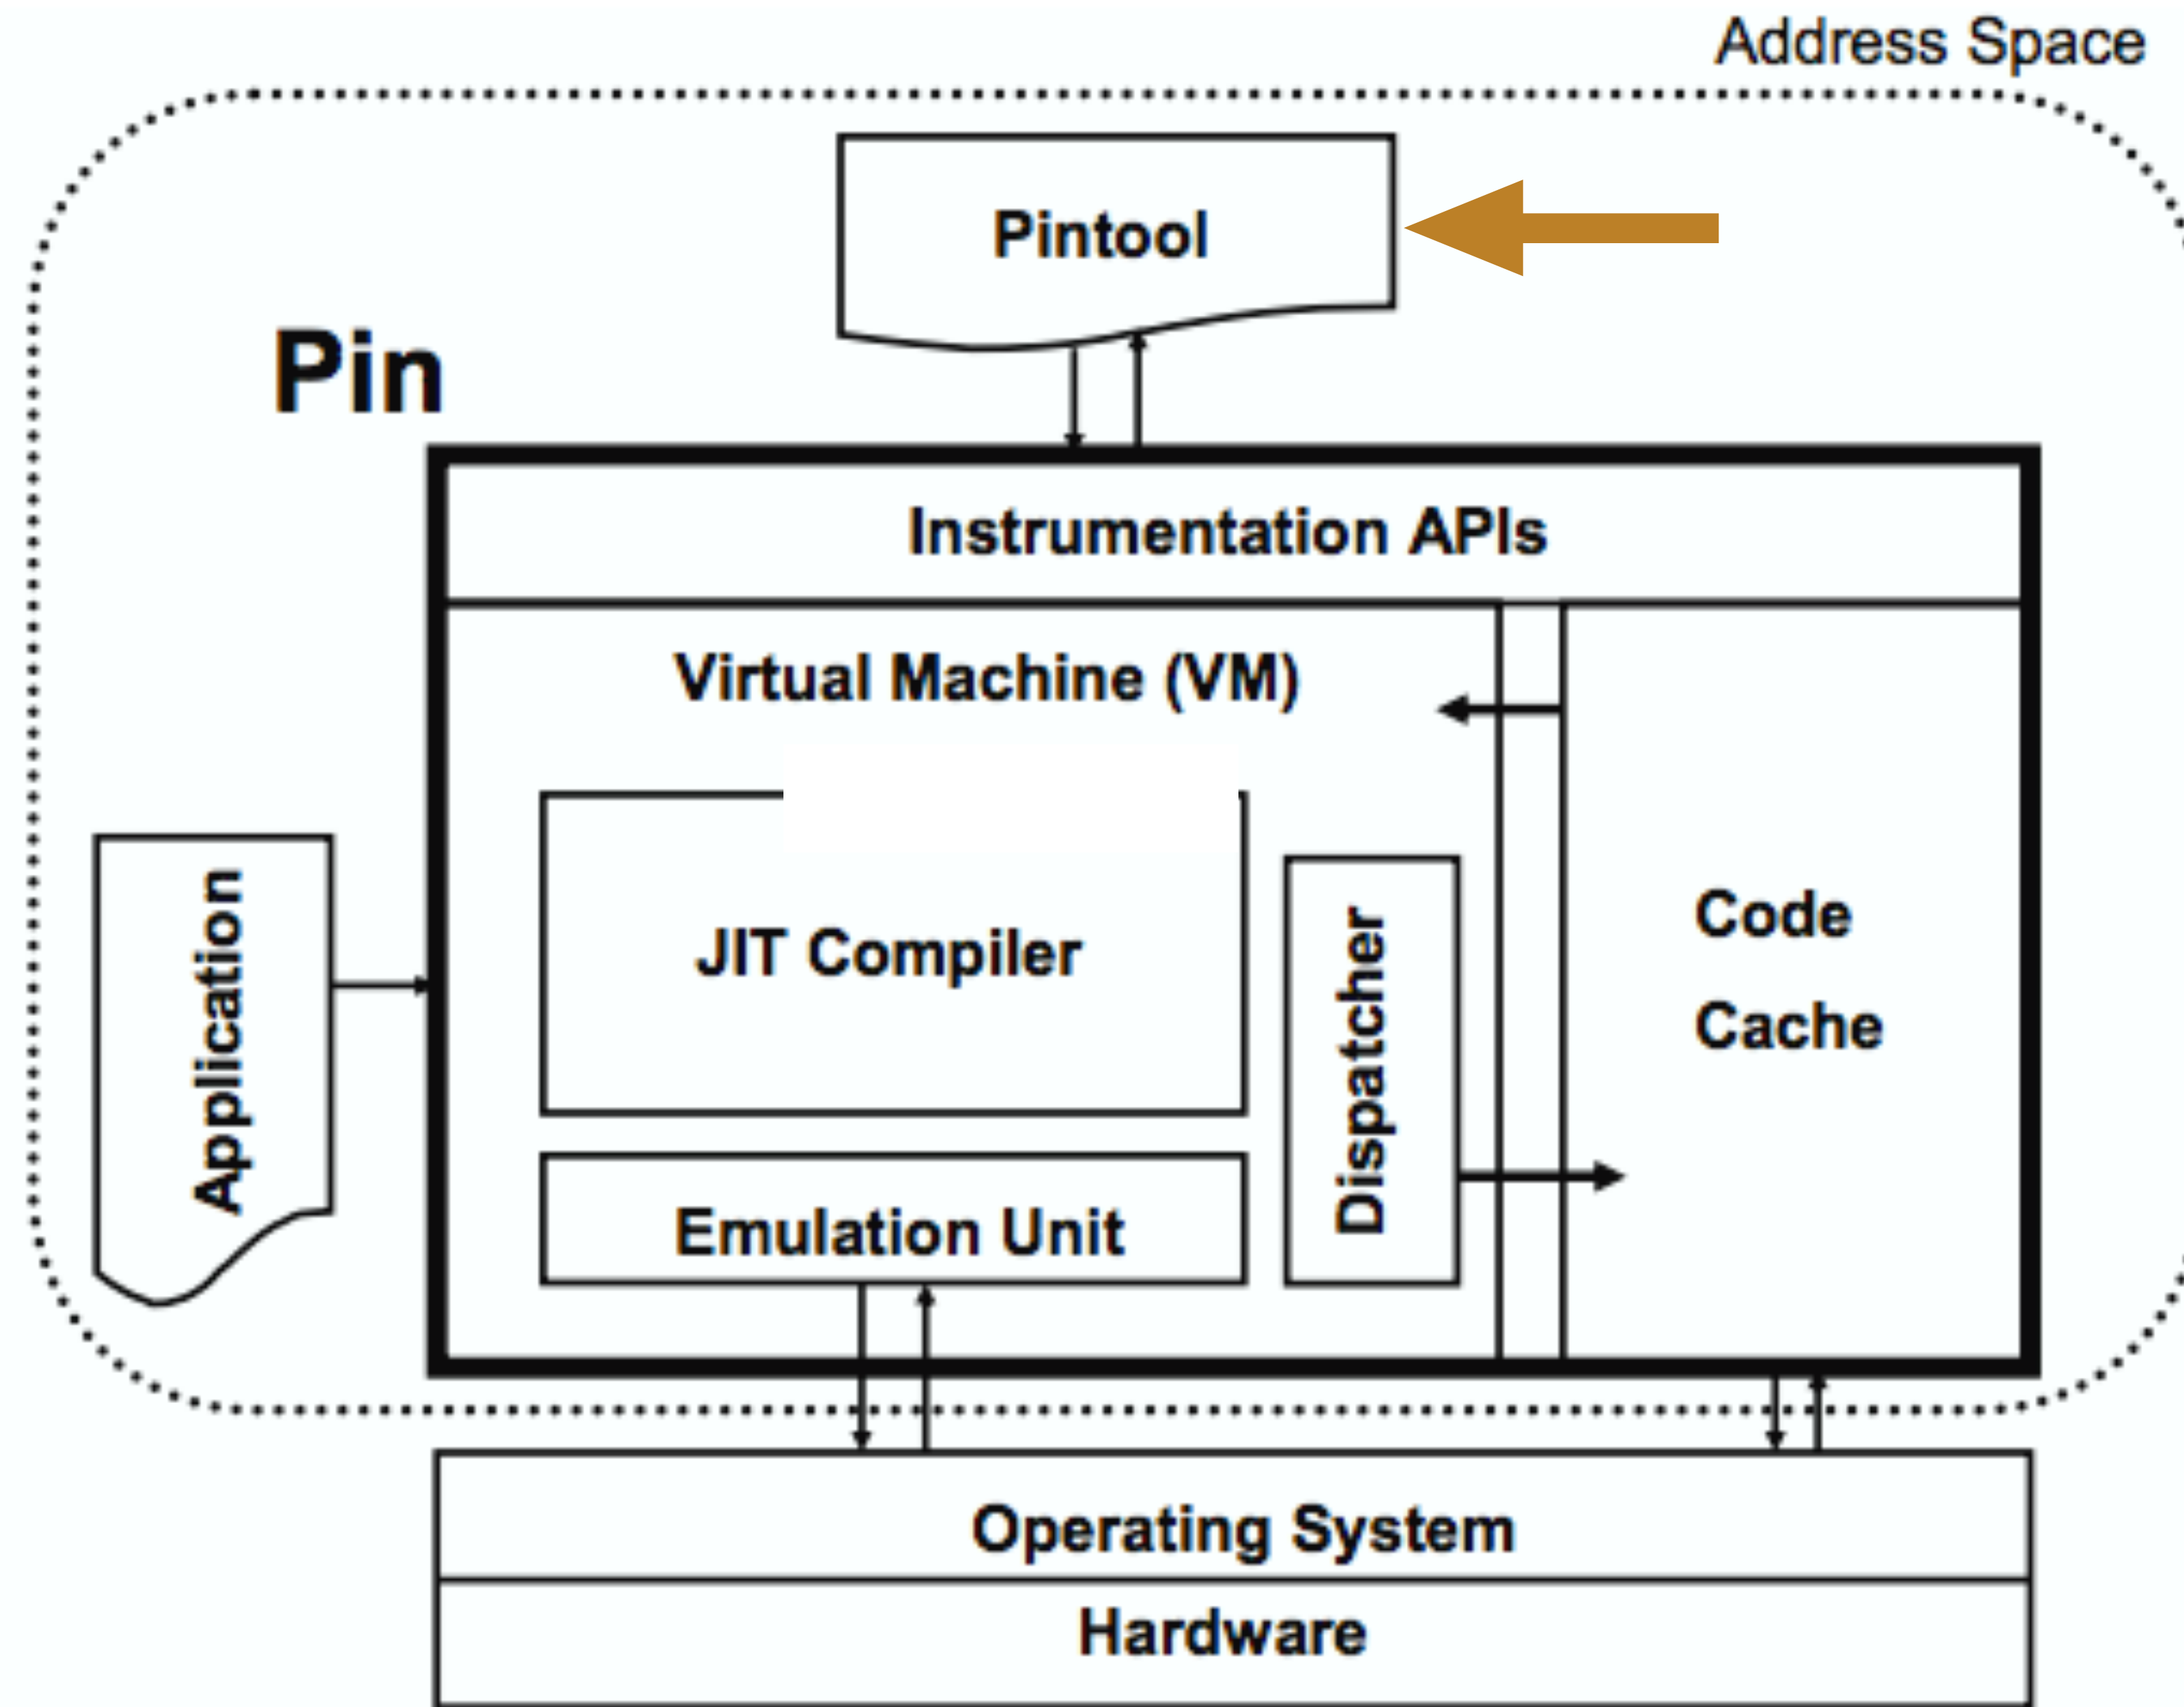 Address Space
Pintool
Pin
Instrumentation APIs
Virtual Machine (VM)
JIT Compiler
Emulation Unit
Dispatcher
Code
Cache
Application
Operating System
Hardware